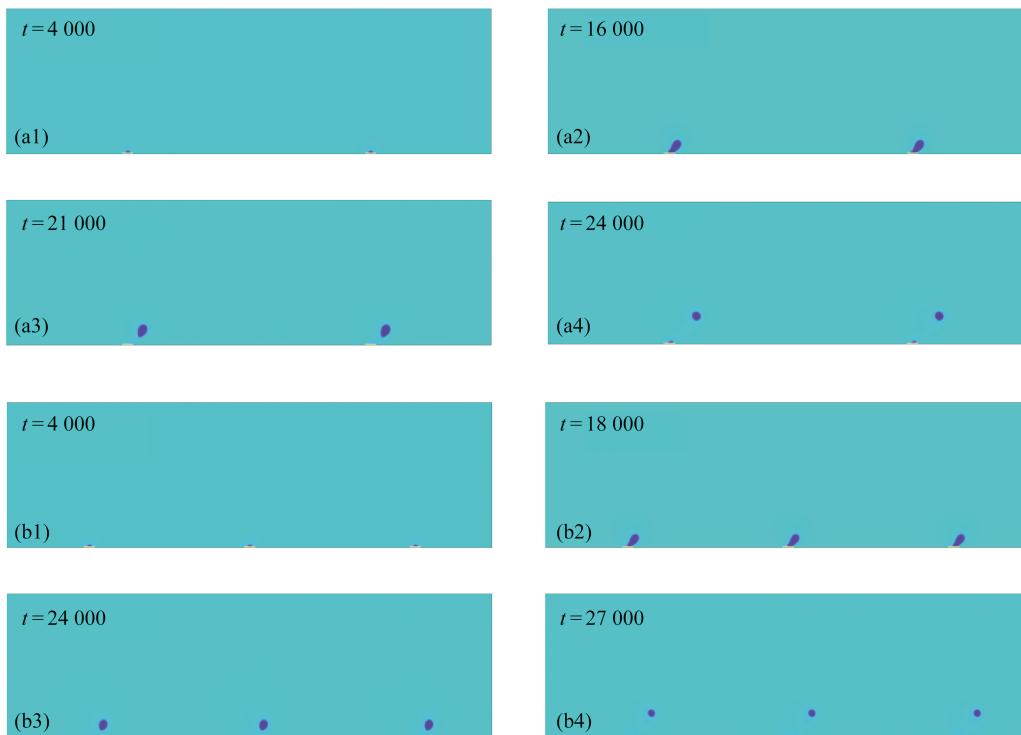 t = 4 000
t = 16 000
(a1)
(a2)
t = 21 000
t = 24 000
(a3)
(a4)
t = 4 000
t = 18 000
(b1)
(b2)
t = 24 000
t = 27 000
(b3)
(b4)